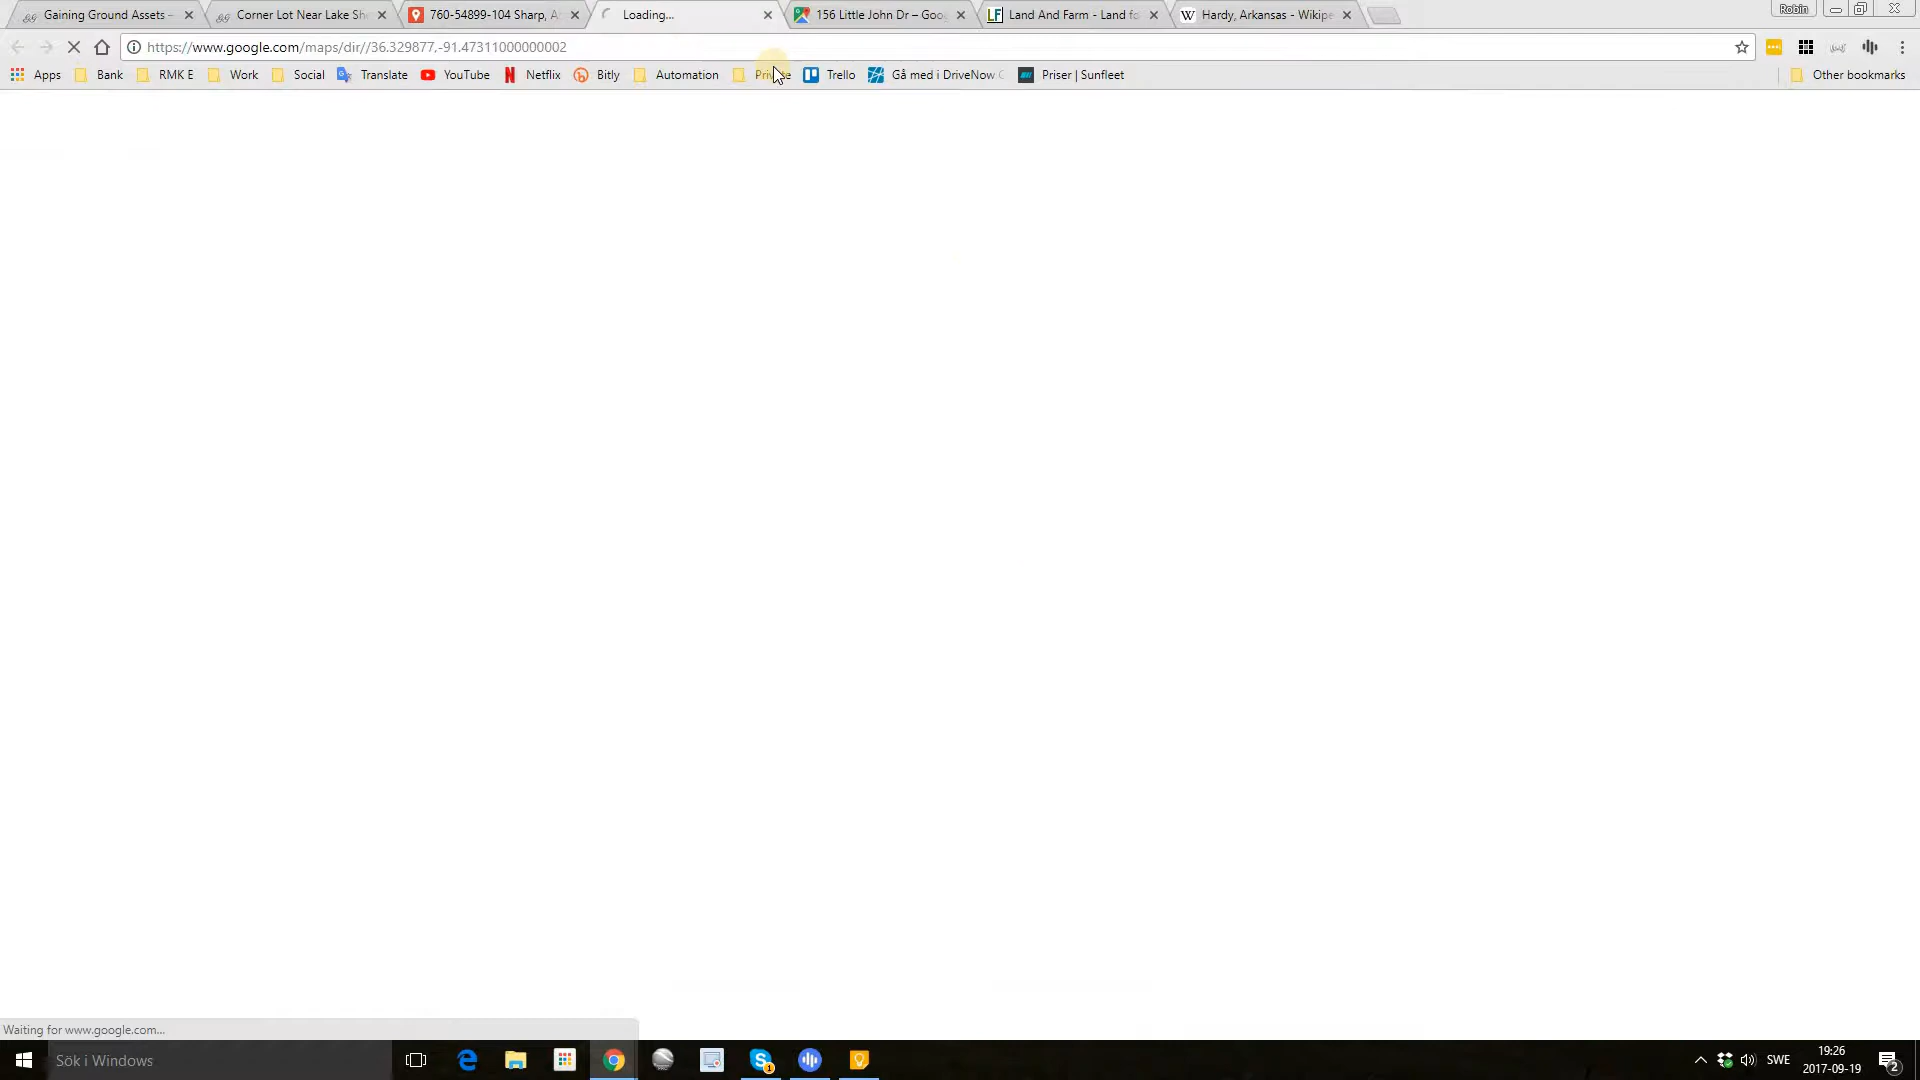 Gaining Ground Assets –
Corner Lot Near Lake Sh
760-54899-104 Sharp, A
Loading...
156 Little John Dr – Goo
Land And Farm - Land fo
Hardy, Arkansas - Wikipe
Robin
https://www.google.com/maps/dir//36.329877,-91.47311000000002
Apps
Bank
RMK E
Work
Social
Translate
YouTube
Netflix
Bitly
Automation
Trello
Gå med i DriveNow
Priser | Sunfleet
Other bookmarks
Waiting for www.google.com...
Sök i Windows
SWE
19:26
2017-09-19
2